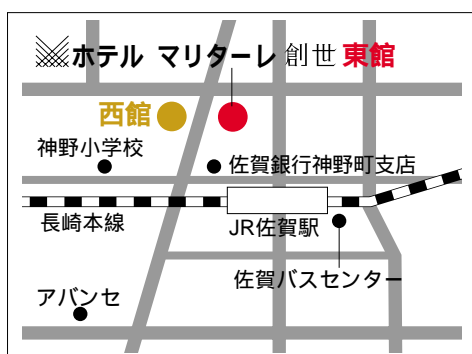 ホテル マリターレ 創世 東館
西館
神野小学校
佐賀銀行神野町支店
長崎本線
JR佐賀駅
佐賀バスセンター
アバンセ